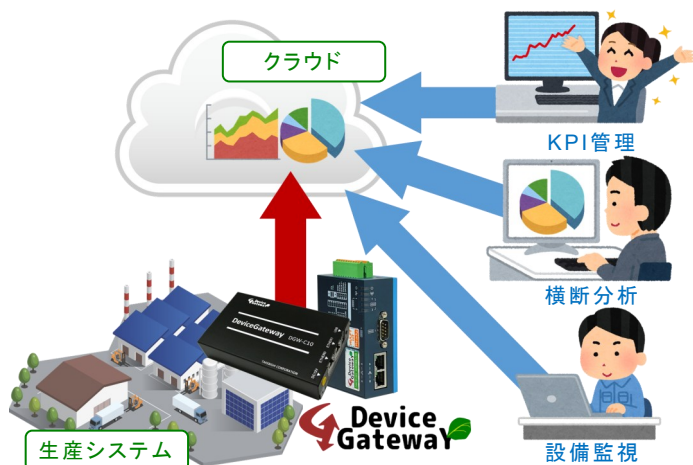 クラウド
KPI管理
横断分析
DeviceGateway DGW-C10
Device
Gateway
生産システム
設備監視